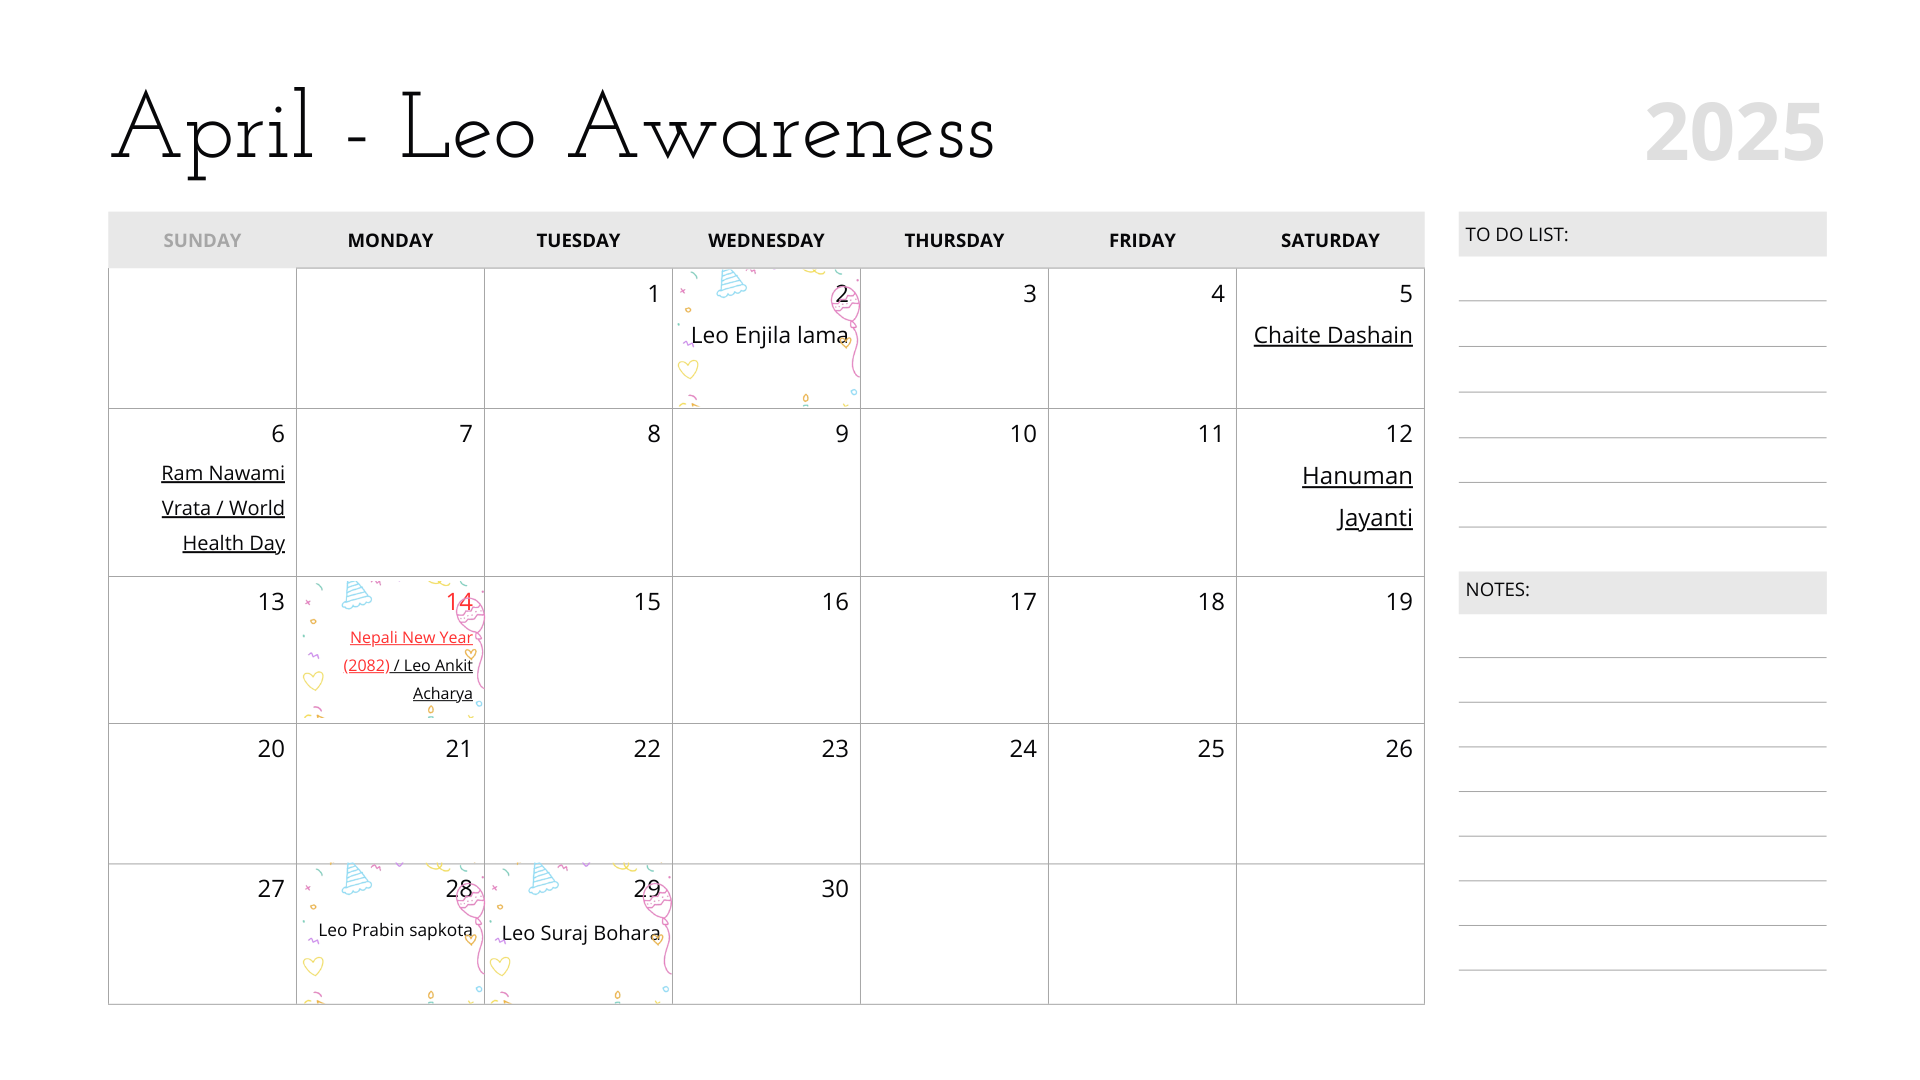 April - Leo Awareness
2025
SUNDAY MONDAY TUESDAY WEDNESDAY THURSDAY FRIDAY SATURDAY
1 2 3 4 5
Leo Enjila lama
Chaite Dashain
6 7 8 9 10 11 12
Ram Nawami
Vrata / World
Health Day
Hanuman
Jayanti
13 14 15 16 17 18 19
Nepali New Year
(2082) / Leo Ankit
Acharya
20 21 22 23 24 25 26
27 28 29 30
Leo Prabin sapkota
Leo Suraj Bohara
TO DO LIST:
NOTES: